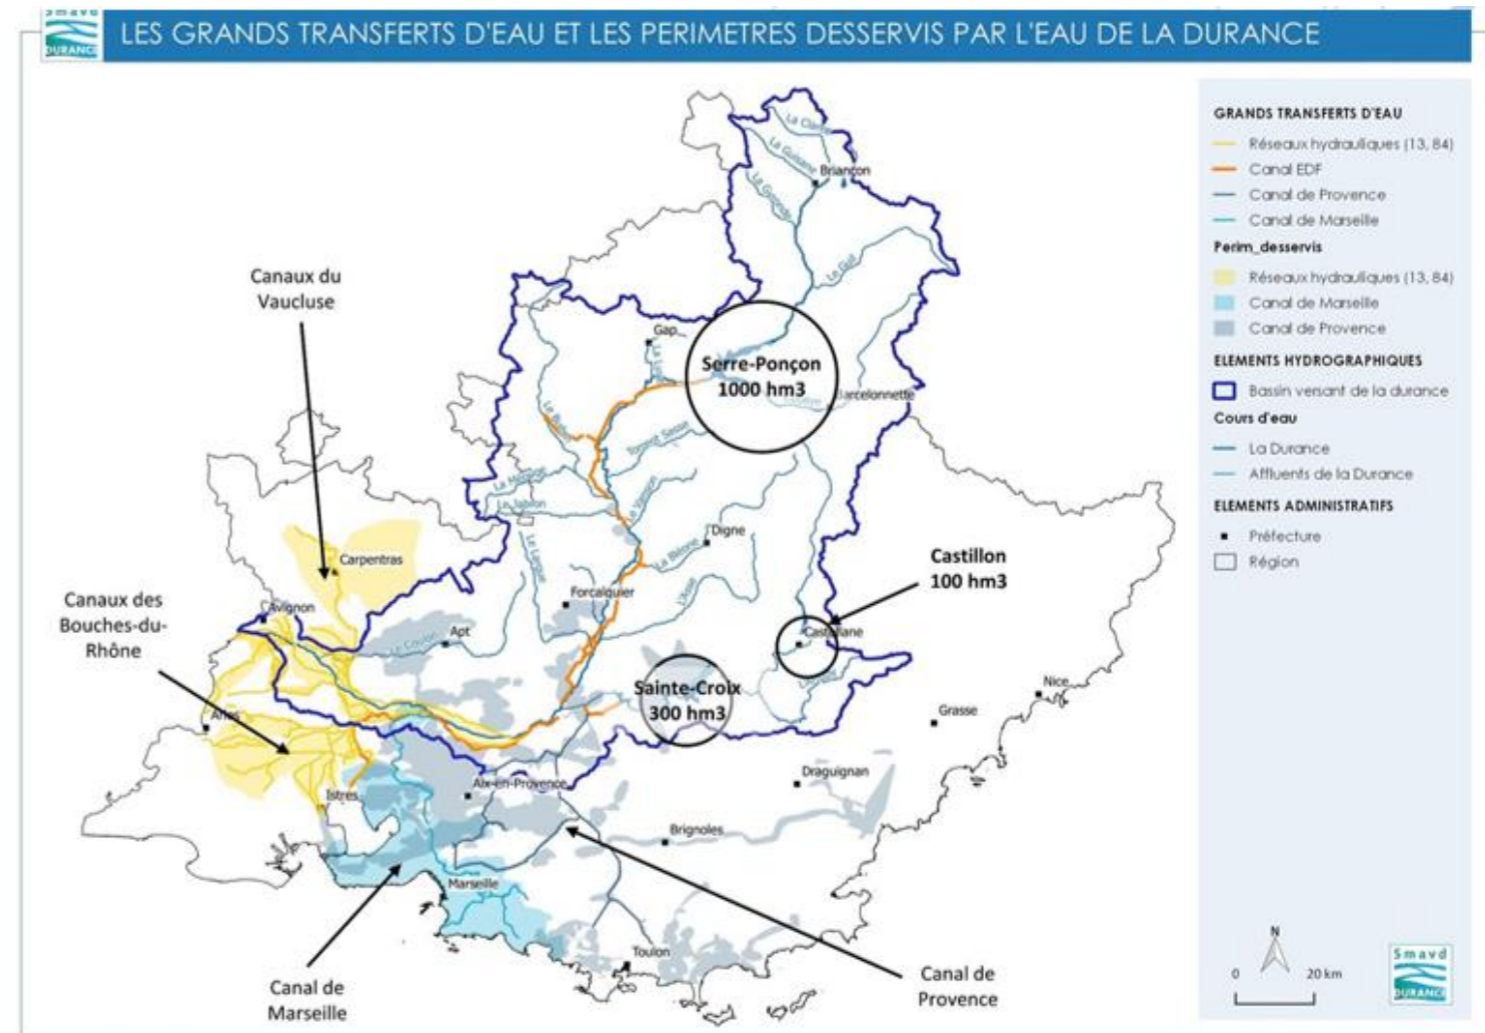 Smavd
DURANCE
LES GRANDS TRANSFERTS D'EAU ET LES PERIMETRES DESSERVIS PAR L'EAU DE LA DURANCE
GRANDS TRANSFERTS D'EAU
Réseaux hydrauliques (13, 84)
Canal EDF
Canal de Provence
Canal de Marseille
Perim_desservis
Réseaux hydrauliques (13, 84)
Canal de Marseille
Canal de Provence
ELEMENTS HYDROGRAPHIQUES
Bassin versant de la durance
Cours d'eau
La Durance
Affluents de la Durance
ELEMENTS ADMINISTRATIFS
Préfecture
Région
La Guisane
Briançon
Le Guil
Canaux du
Vaucluse
Gap
Serre-Ponçon
1000 hm3
Barcelonnette
Torrent Sasse
Le Jabron
Digne
La Bléone
L'Asse
Castillon
100 hm3
Carpentras
Forcalquier
Canaux des
Bouches-du-
Rhône
Avignon
Apt
Le Coulon
Castellane
Sainte-Croix
300 hm3
Nice
Grasse
Arles
Draguignan
Istres
Aix-en-Provence
Brignoles
Marseille
Toulon
Canal de
Marseille
Canal de
Provence
N
0 20 km
Smavd
DURANCE